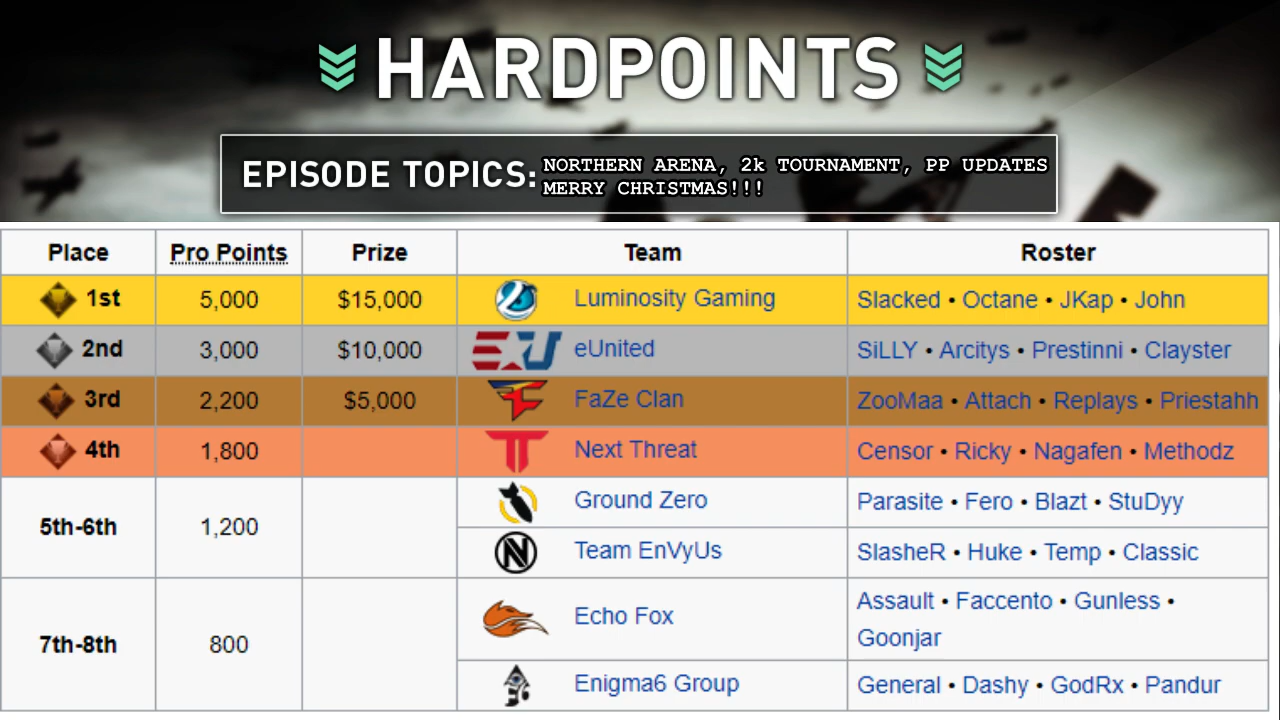 HARDPOINTS
EPISODE TOPICS: NORTHERN ARENA, 2k TOURNAMENT, PP UPDATES
MERRY CHRISTMAS!!!
Place Pro Points Prize Team Roster
1st 5,000 $15,000 Luminosity Gaming Slacked • Octane • JKap • John
2nd 3,000 $10,000 eUnited SiLLY • Arcitys • Prestinni • Clayster
3rd 2,200 $5,000 FaZe Clan ZooMaa • Attach • Replays • Priestahh
4th 1,800 Next Threat Censor • Ricky • Nagafen • Methodz
5th-6th 1,200 Ground Zero Parasite • Fero • Blazt • StuDyy
Team EnVyUs SlasheR • Huke • Temp • Classic
7th-8th 800 Echo Fox Assault • Faccento • Gunless •
Goonjar
Enigma6 Group General • Dashy • GodRx • Pandur